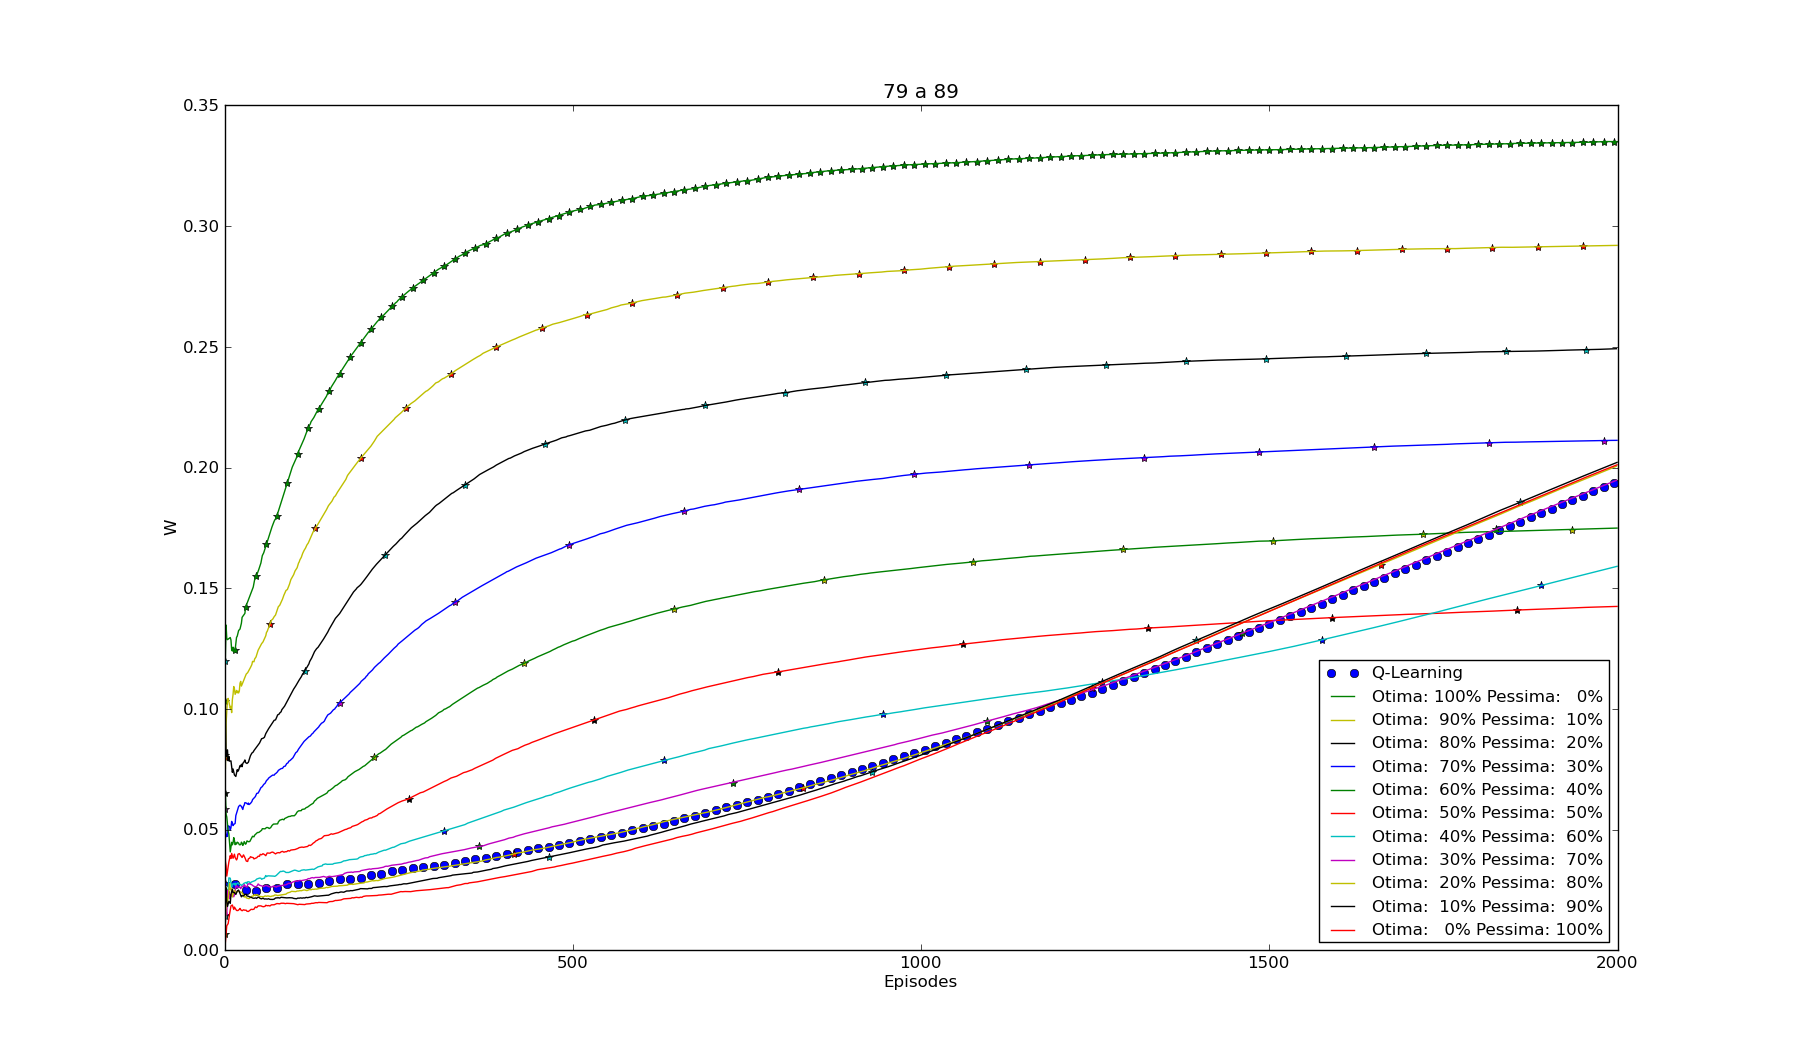 79 a 89
0.35
0.30
0.25
0.20
0.15
0.10
0.05
0.00
W
0
500
1000
1500
2000
Episodes
Q-Learning
Otima: 100% Pessima:   0%
Otima:  90% Pessima:  10%
Otima:  80% Pessima:  20%
Otima:  70% Pessima:  30%
Otima:  60% Pessima:  40%
Otima:  50% Pessima:  50%
Otima:  40% Pessima:  60%
Otima:  30% Pessima:  70%
Otima:  20% Pessima:  80%
Otima:  10% Pessima:  90%
Otima:   0% Pessima: 100%